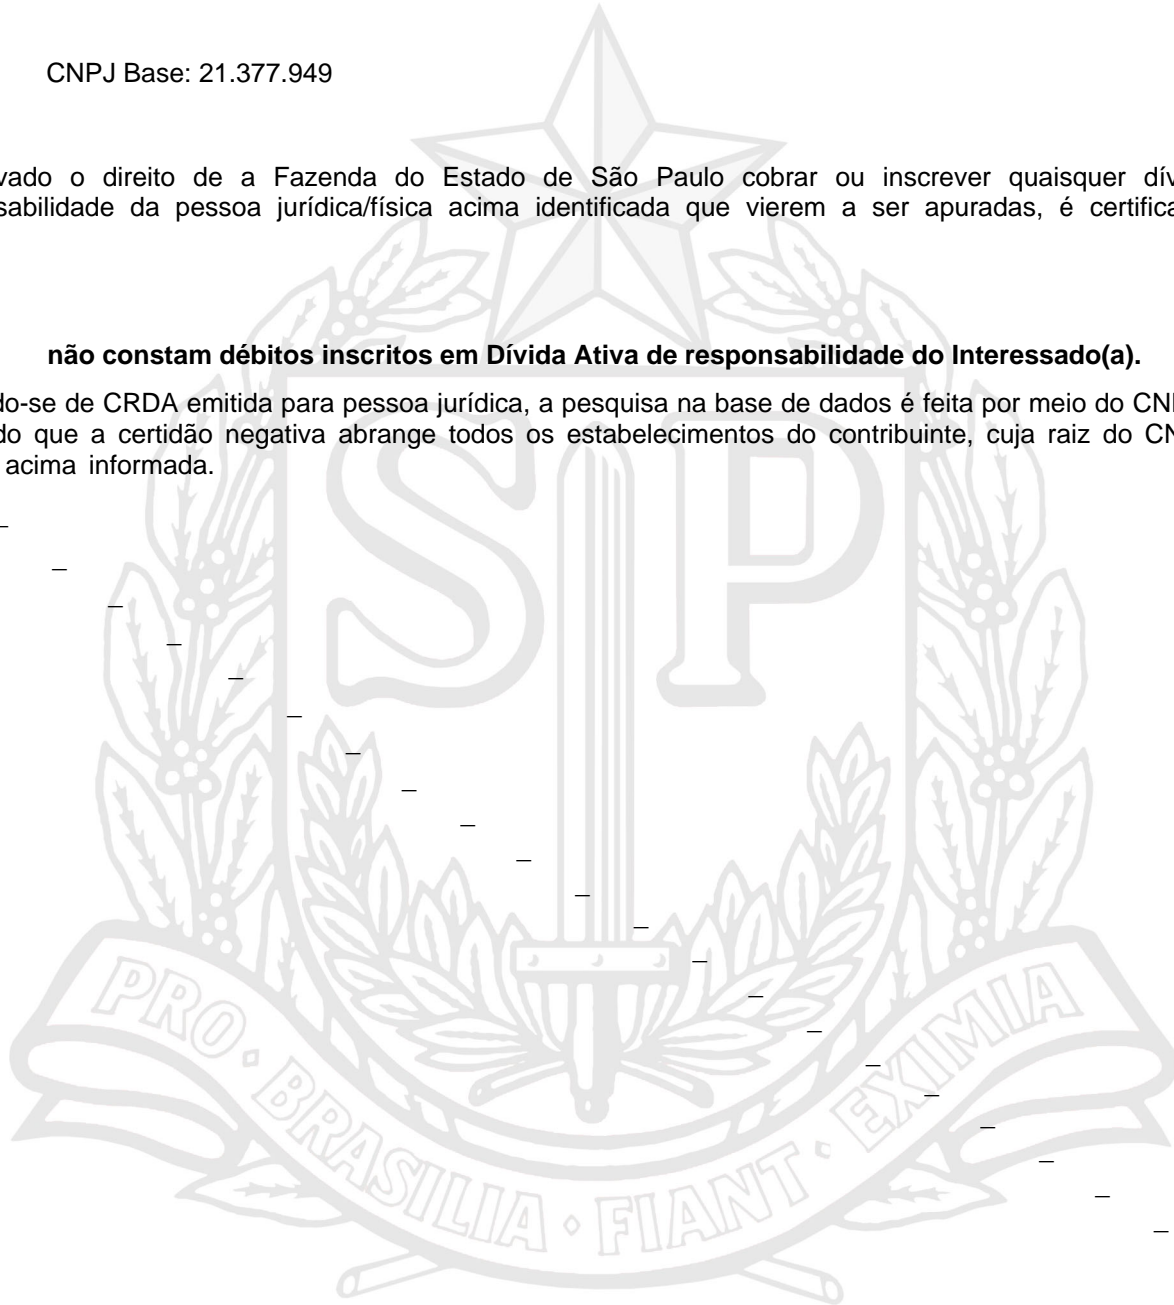 CNPJ Base: 21.377.949
vado o direito de a Fazenda do Estado de São Paulo cobrar ou inscrever quaisquer dív
sabilidade da pessoa jurídica/física acima identificada que vierem a ser apuradas, é certifica
não constam débitos inscritos em Dívida Ativa de responsabilidade do Interessado(a).
do-se de CRDA emitida para pessoa jurídica, a pesquisa na base de dados é feita por meio do CN
do que a certidão negativa abrange todos os estabelecimentos do contribuinte, cuja raiz do CN
acima informada.
SP
PRO • BRASILIA • FIANT • EXIMIA